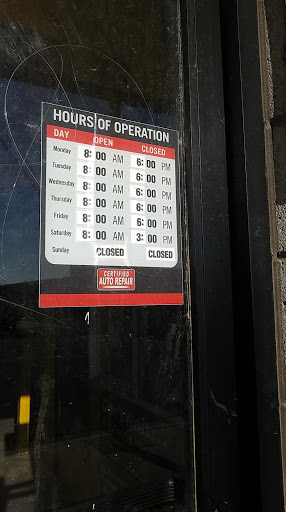 HOURS OF OPERATION
DAY OPEN CLOSED
Monday 8:00 AM 6:00 PM
Tuesday 8:00 AM 6:00 PM
Wednesday 8:00 AM 6:00 PM
Thursday 8:00 AM 6:00 PM
Friday 8:00 AM 6:00 PM
Saturday 8:00 AM 3:00 PM
Sunday CLOSED CLOSED
CERTIFIED
AUTO REPAIR